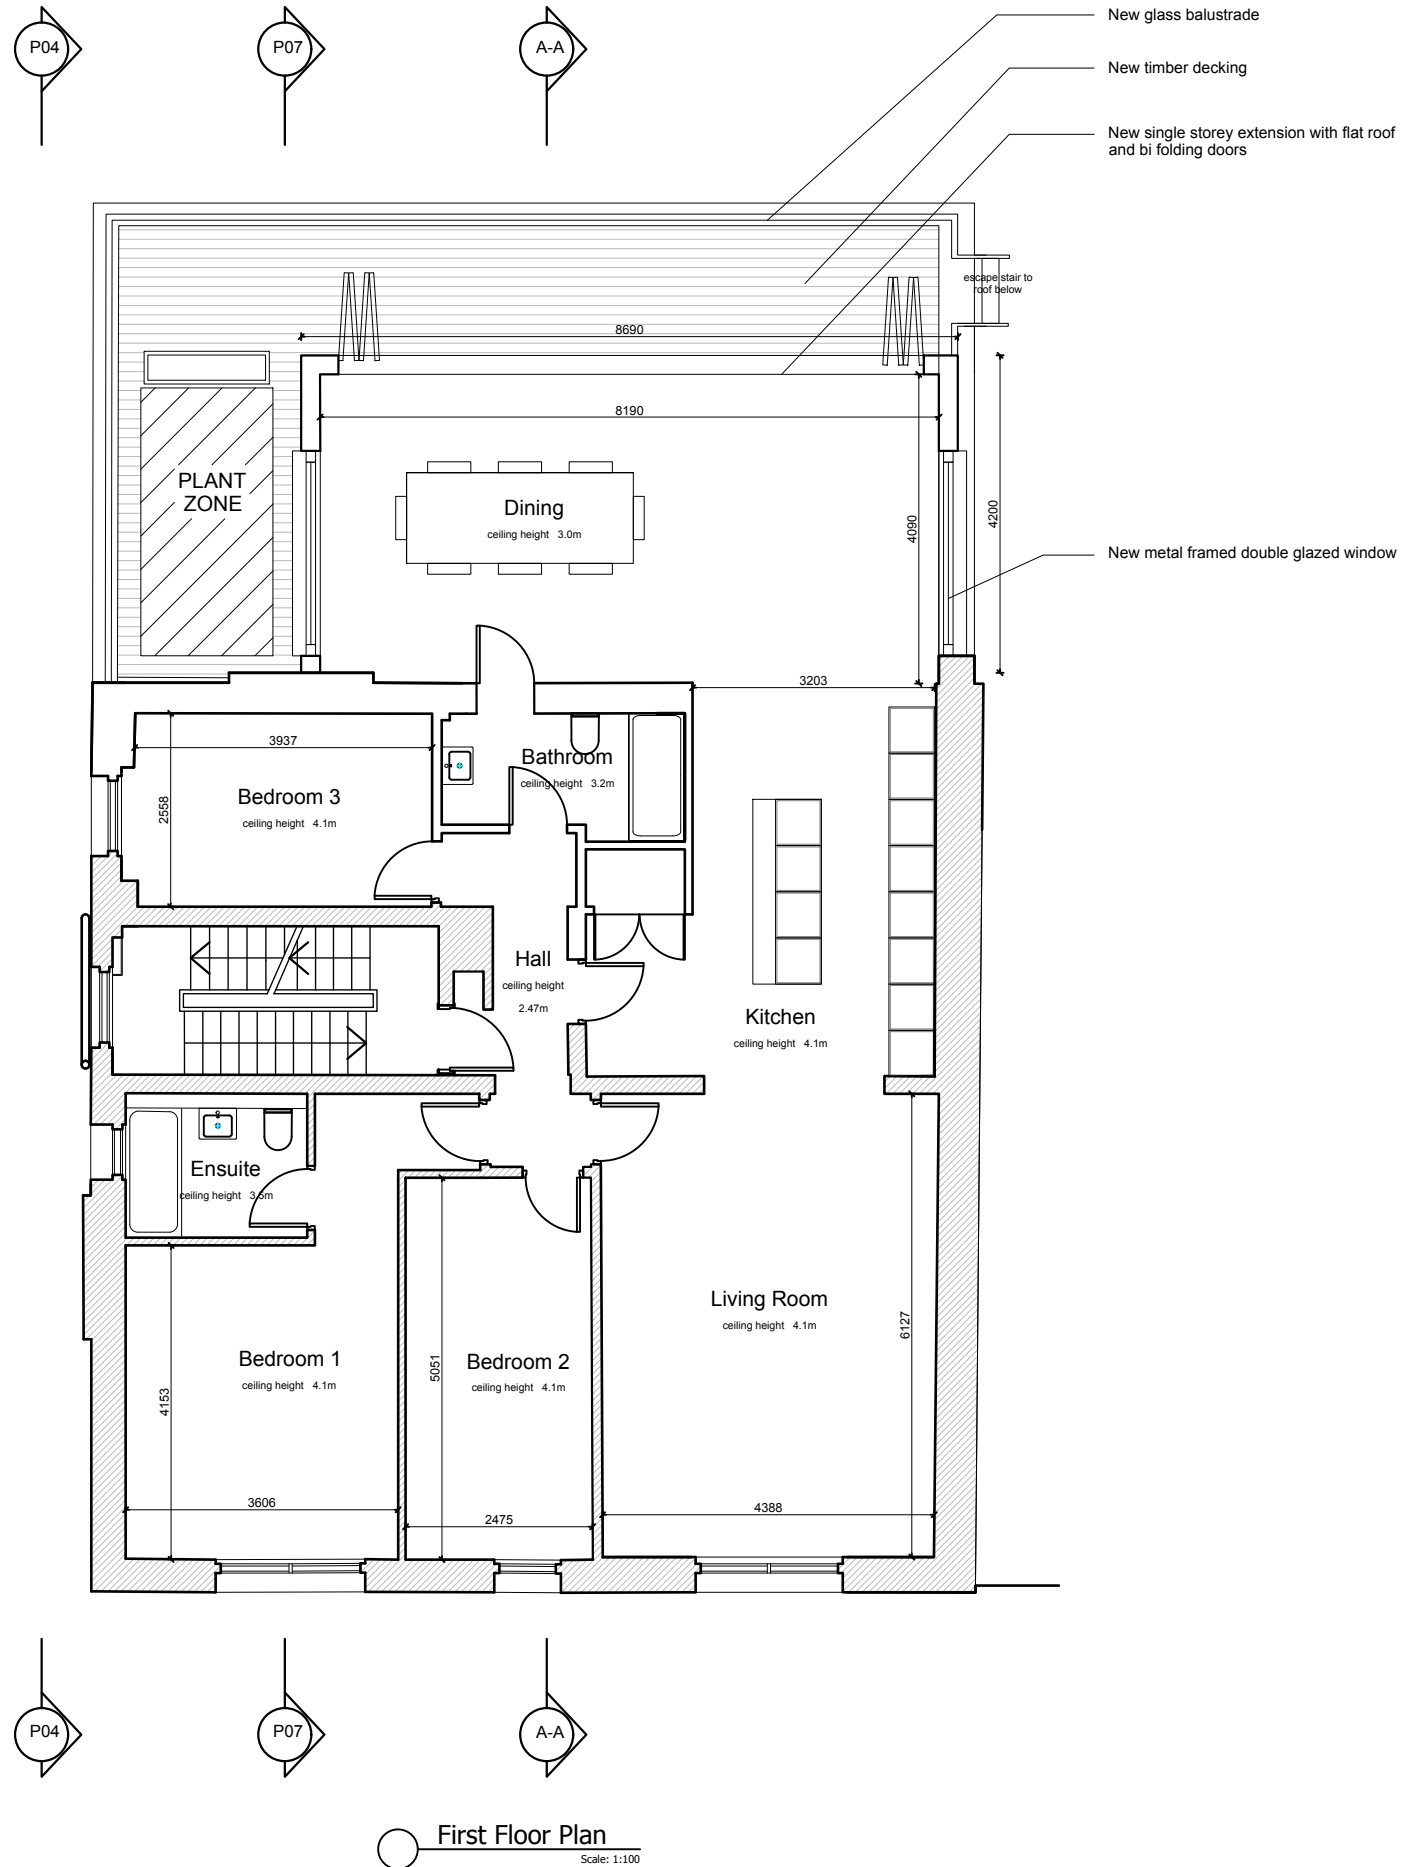 P04
P07
A-A
New glass balustrade
New timber decking
New single storey extension with flat roof
and bi folding doors
escape stair to
roof below
8690
8190
4090
4200
PLANT
ZONE
Dining
ceiling height 3.0m
New metal framed double glazed window
3203
3937
2558
Bedroom 3
ceiling height 4.1m
Bathroom
ceiling height 3.2m
Hall
ceiling height
2.47m
Kitchen
ceiling height 4.1m
Ensuite
ceiling height 3.5m
Living Room
ceiling height 4.1m
6127
Bedroom 1
ceiling height 4.1m
4153
5051
Bedroom 2
ceiling height 4.1m
3606
2475
4388
P04
P07
A-A
First Floor Plan
Scale: 1:100